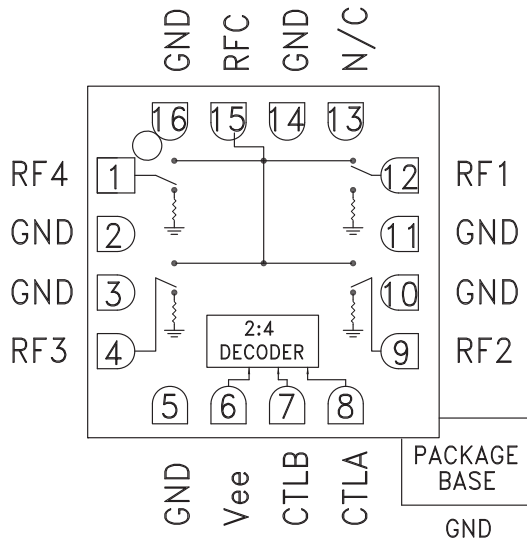 GND
RFC
GND
N/C
16
15
14
13
RF4
1
12
RF1
GND
2
11
GND
GND
3
10
GND
RF3
4
9
RF2
2:4
DECODER
5
6
7
8
GND
Vee
CTLB
CTLA
PACKAGE
BASE
GND